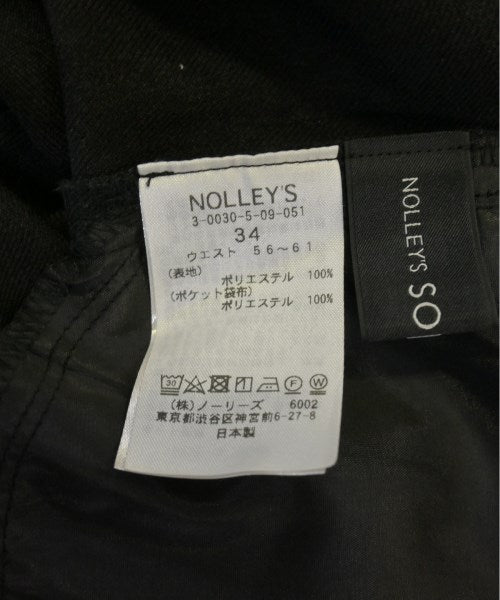 NOLLEY'S
3-0030-5-09-051
34
ウエスト 56〜61
(表地)
ポリエステル 100%
(ポケット袋布)
ポリエステル 100%
30 F W
(株)ノーリーズ 6002
東京都渋谷区神宮前6-27-8
日本製
NOLLEY'S SO